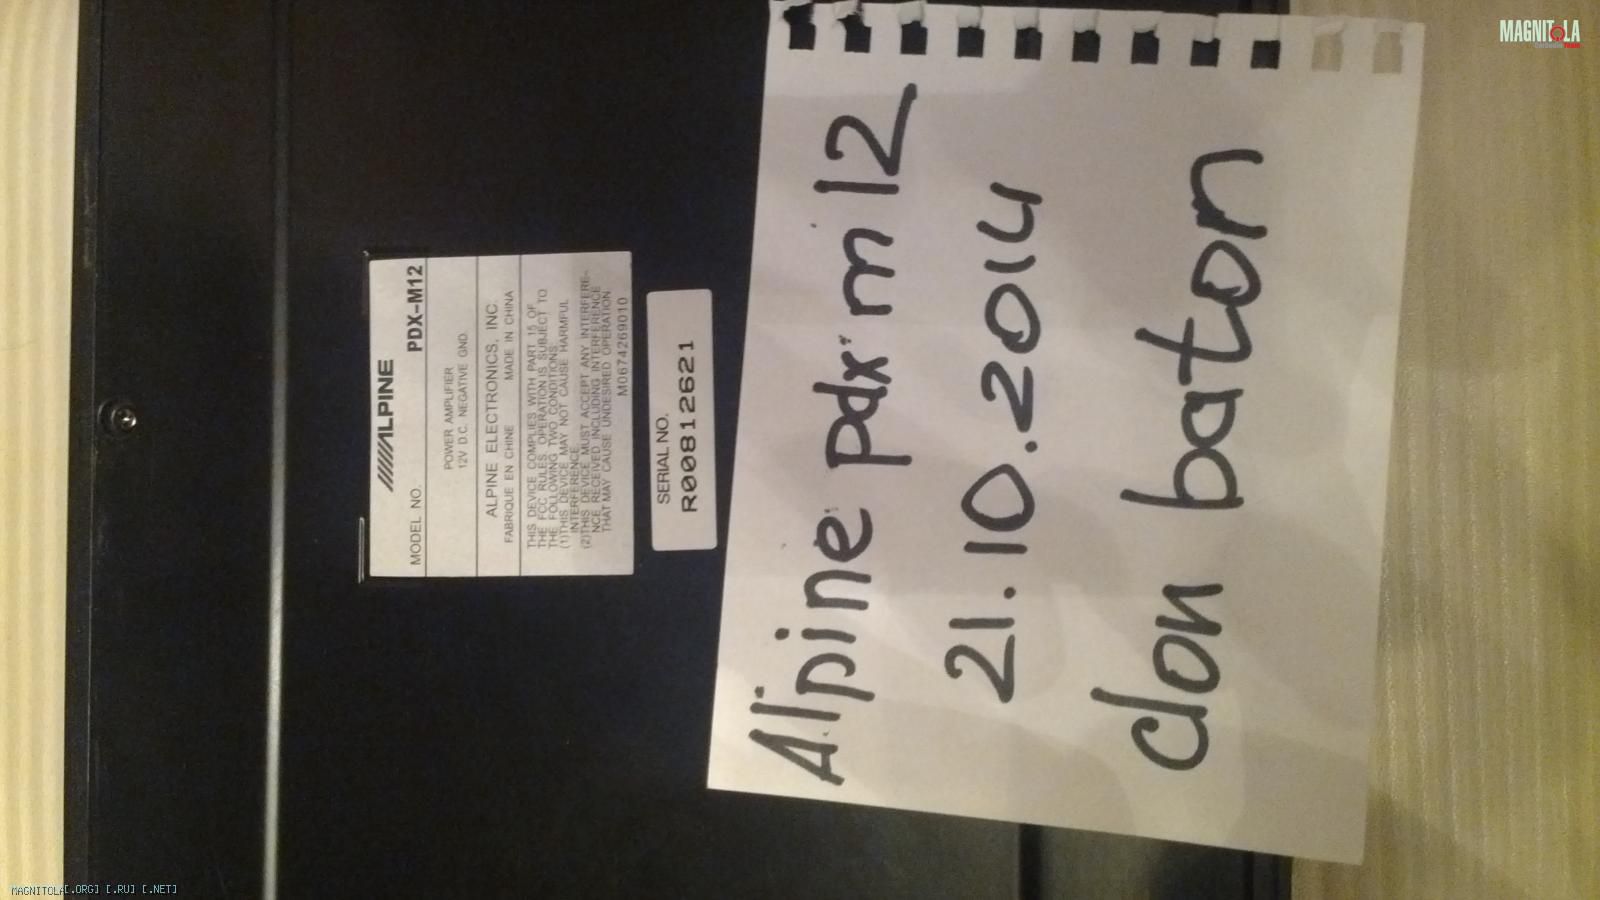 ALPINE
MODEL NO. PDX-M12
POWER AMPLIFIER
12V D.C. NEGATIVE GND.
ALPINE ELECTRONICS, INC.
FABRIQUE EN CHINE MADE IN CHINA
THIS DEVICE COMPLIES WITH PART 15 OF
THE FCC RULES. OPERATION IS SUBJECT TO
THE FOLLOWING TWO CONDITIONS.
(1)THIS DEVICE MAY NOT CAUSE HARMFUL
INTERFERENCE.
(2)THIS DEVICE MUST ACCEPT ANY INTERFERE-
NCE RECEIVED INCLUDING INTERFERENCE
THAT MAY CAUSE UNDESIRED OPERATION
M0674269010
SERIAL NO.
R00812621
Alpine pdx m 12
21.10.2014
don baton
MAGNITOLA
MAGNITOLA[.ORG] [.RU] [.NET]